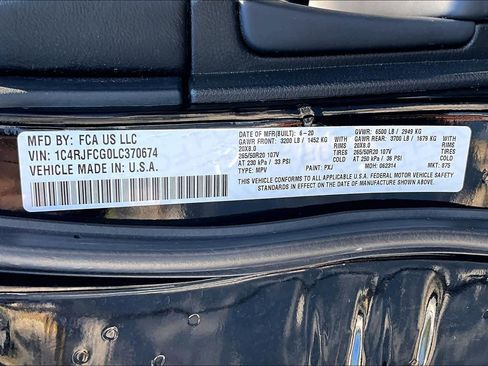 MFD BY: FCA US LLC
VIN: 1C4RJFCG0LC370674
VEHICLE MADE IN: U.S.A.
DATE OF MFR(BUILT): 6-20 GVWR: 6500 LB / 2949 KG
GAWR FRONT: 3200 LB / 1452 KG GAWR REAR: 3700 LB / 1679 KG
20X8.0 RIMS 20X8.0 RIMS
265/50R20 107V TIRES 265/50R20 107V TIRES
AT 230 kPa / 33 PSI COLD AT 250 kPa / 36 PSI COLD
TYPE: MPV PAINT: PXJ MDH: 062314 MKT: 875
THIS VEHICLE CONFORMS TO ALL APPLICABLE U.S.A. FEDERAL MOTOR VEHICLE
SAFETY STANDARDS IN EFFECT ON THE DATE OF MANUFACTURE SHOWN ABOVE.